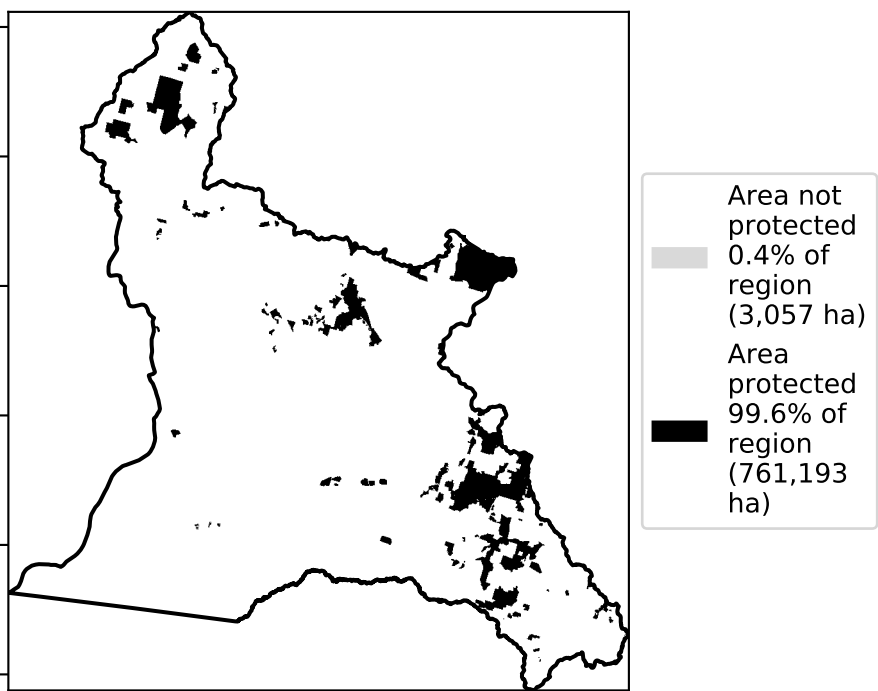 Area not
protected
0.4% of
region
(3,057 ha)
Area
protected
99.6% of
region
(761,193
ha)